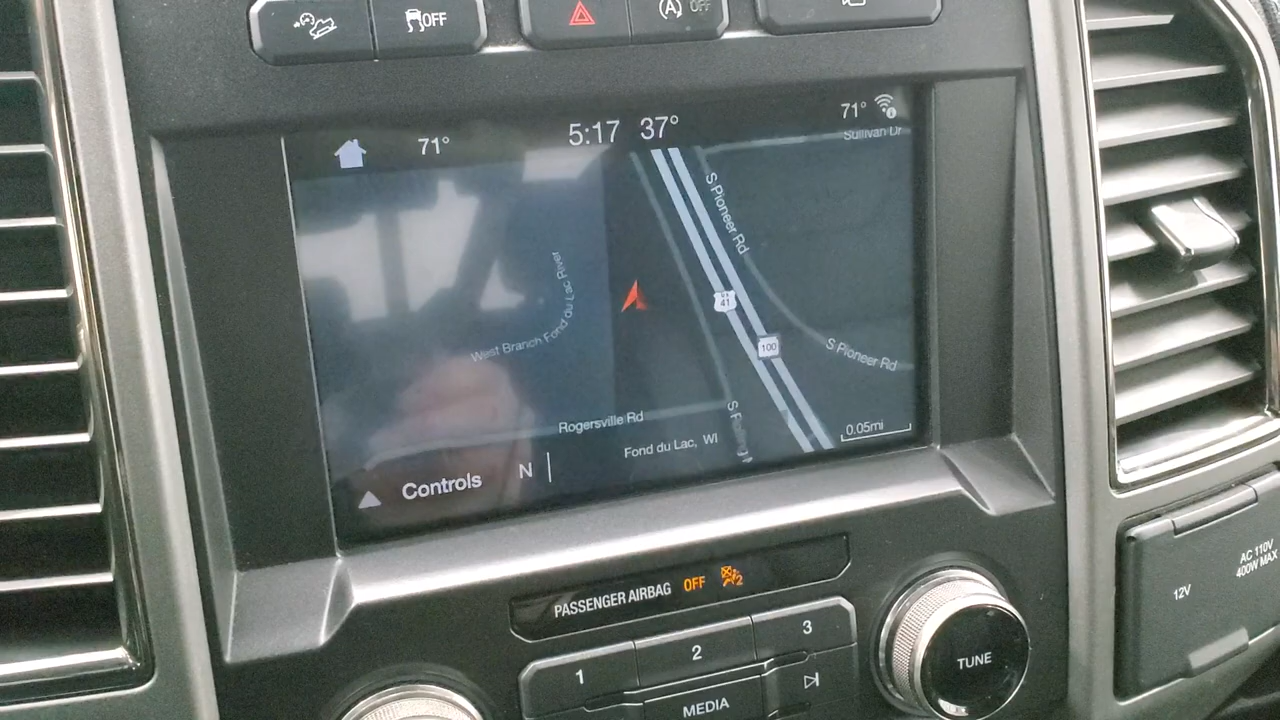 OFF
OFF
71°
5:17 37°
71°
Sullivan Dr
S Pioneer Rd
West Branch Fond du Lac River
41
100
S Pioneer Rd
Rogersville Rd
Fond du Lac, WI
0.05mi
Controls
N
PASSENGER AIRBAG OFF 2
1 2 3
MEDIA
TUNE
12V
AC 110V
400W MAX